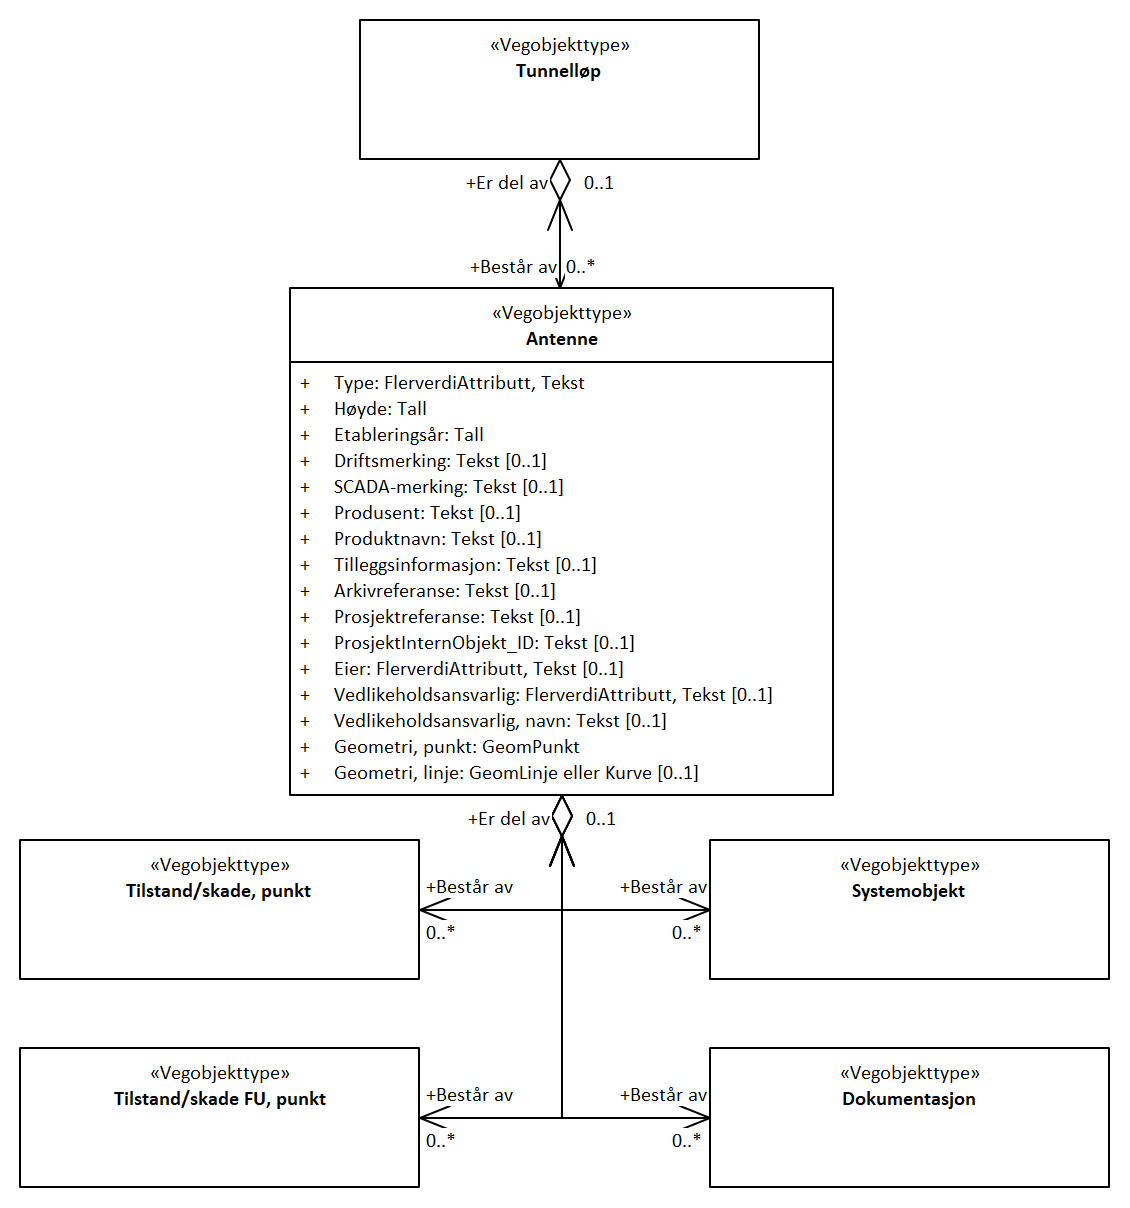 «Vegobjekttype»
Tunnelløp
+Er del av 0..1
+Består av 0..*
«Vegobjekttype»
Antenne
+ Type: FlerverdiAttributt, Tekst
+ Høyde: Tall
+ Etableringsår: Tall
+ Driftsmerking: Tekst [0..1]
+ SCADA-merking: Tekst [0..1]
+ Produsent: Tekst [0..1]
+ Produktnavn: Tekst [0..1]
+ Tilleggsinformasjon: Tekst [0..1]
+ Arkivreferanse: Tekst [0..1]
+ Prosjektreferanse: Tekst [0..1]
+ ProsjektInternObjekt_ID: Tekst [0..1]
+ Eier: FlerverdiAttributt, Tekst [0..1]
+ Vedlikeholdsansvarlig: FlerverdiAttributt, Tekst [0..1]
+ Vedlikeholdsansvarlig, navn: Tekst [0..1]
+ Geometri, punkt: GeomPunkt
+ Geometri, linje: GeomLinje eller Kurve [0..1]
+Er del av 0..1
«Vegobjekttype»
Tilstand/skade, punkt
+Består av
0..*
+Består av
0..*
«Vegobjekttype»
Systemobjekt
«Vegobjekttype»
Tilstand/skade FU, punkt
+Består av
0..*
+Består av
0..*
«Vegobjekttype»
Dokumentasjon